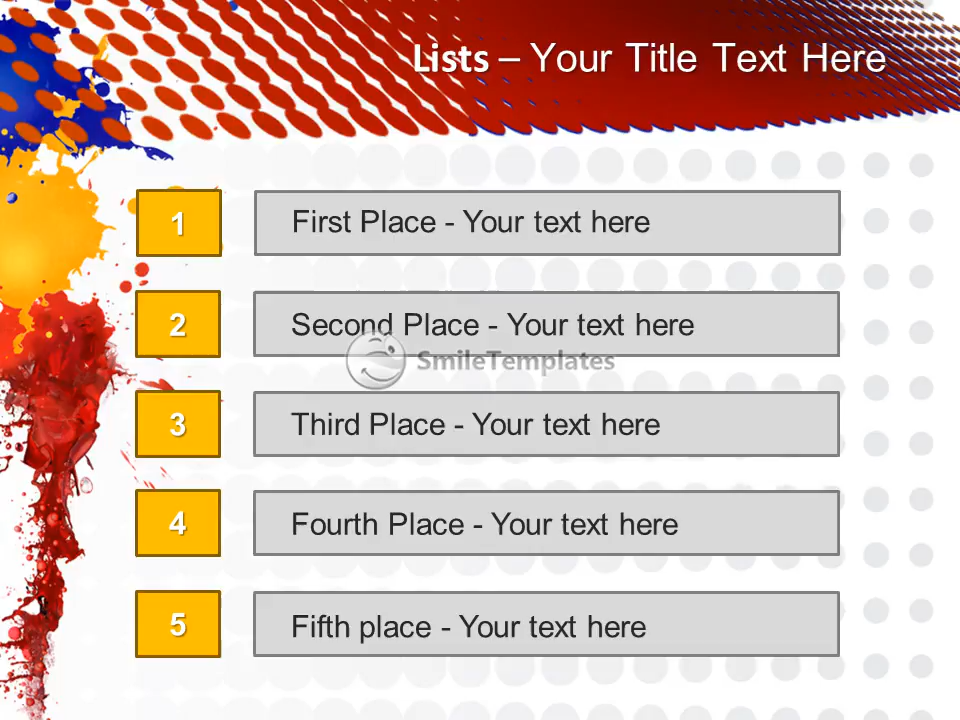 Lists – Your Title Text Here
1
First Place - Your text here
2
Second Place - Your text here
SmileTemplates
3
Third Place - Your text here
4
Fourth Place - Your text here
5
Fifth place - Your text here